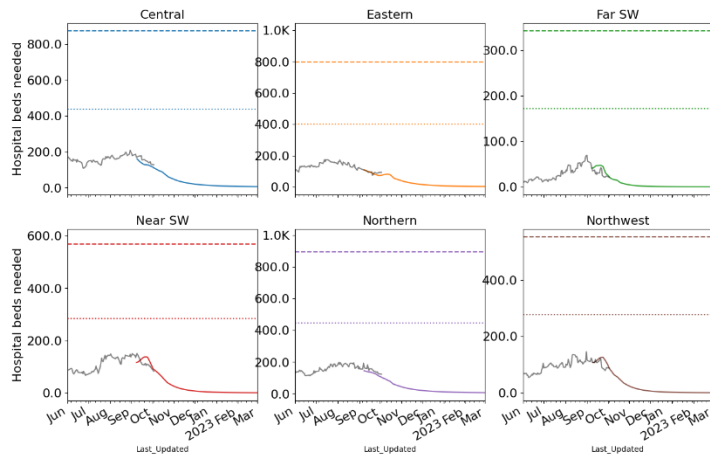 Central
Eastern
Far SW
Hospital beds needed
800.0
600.0
400.0
200.0
0.0
1.0K
800.0
600.0
400.0
200.0
0.0
300.0
200.0
100.0
0.0
Near SW
Northern
Northwest
Hospital beds needed
600.0
400.0
200.0
0.0
1.0K
800.0
600.0
400.0
200.0
0.0
400.0
200.0
0.0
Jun Jul Aug Sep Oct Nov Dec Jan 2023 Feb Mar
Jun Jul Aug Sep Oct Nov Dec Jan 2023 Feb Mar
Jun Jul Aug Sep Oct Nov Dec Jan 2023 Feb Mar
Last_Updated
Last_Updated
Last_Updated